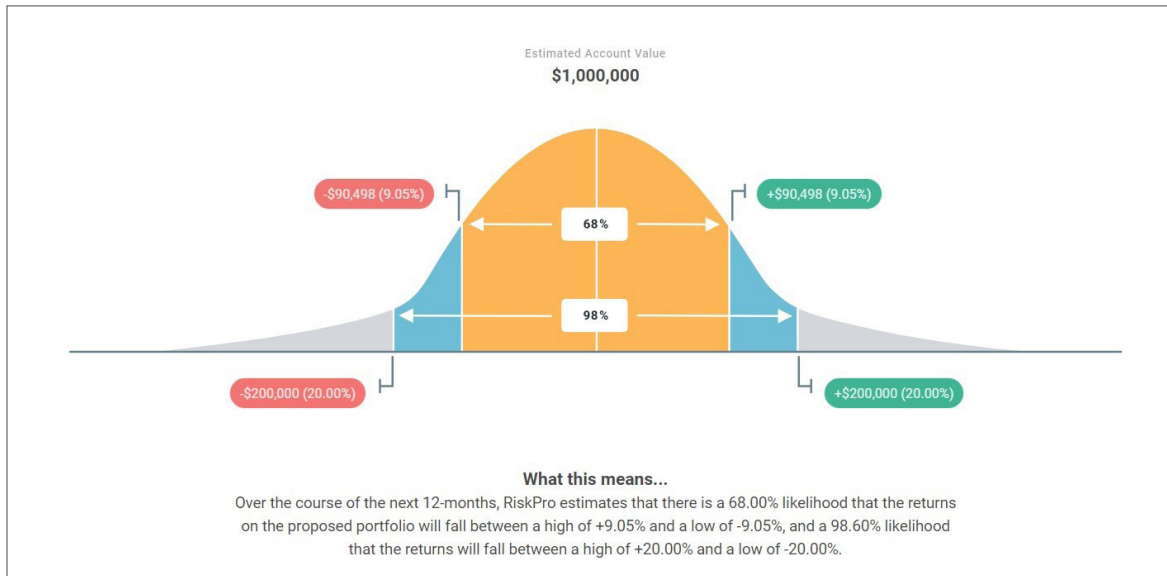 Estimated Account Value
$1,000,000
-$90,498 (9.05%)
+$90,498 (9.05%)
68%
98%
-$200,000 (20.00%)
+$200,000 (20.00%)
What this means...
Over the course of the next 12-months, RiskPro estimates that there is a 68.00% likelihood that the returns
on the proposed portfolio will fall between a high of +9.05% and a low of -9.05%, and a 98.60% likelihood
that the returns will fall between a high of +20.00% and a low of -20.00%.